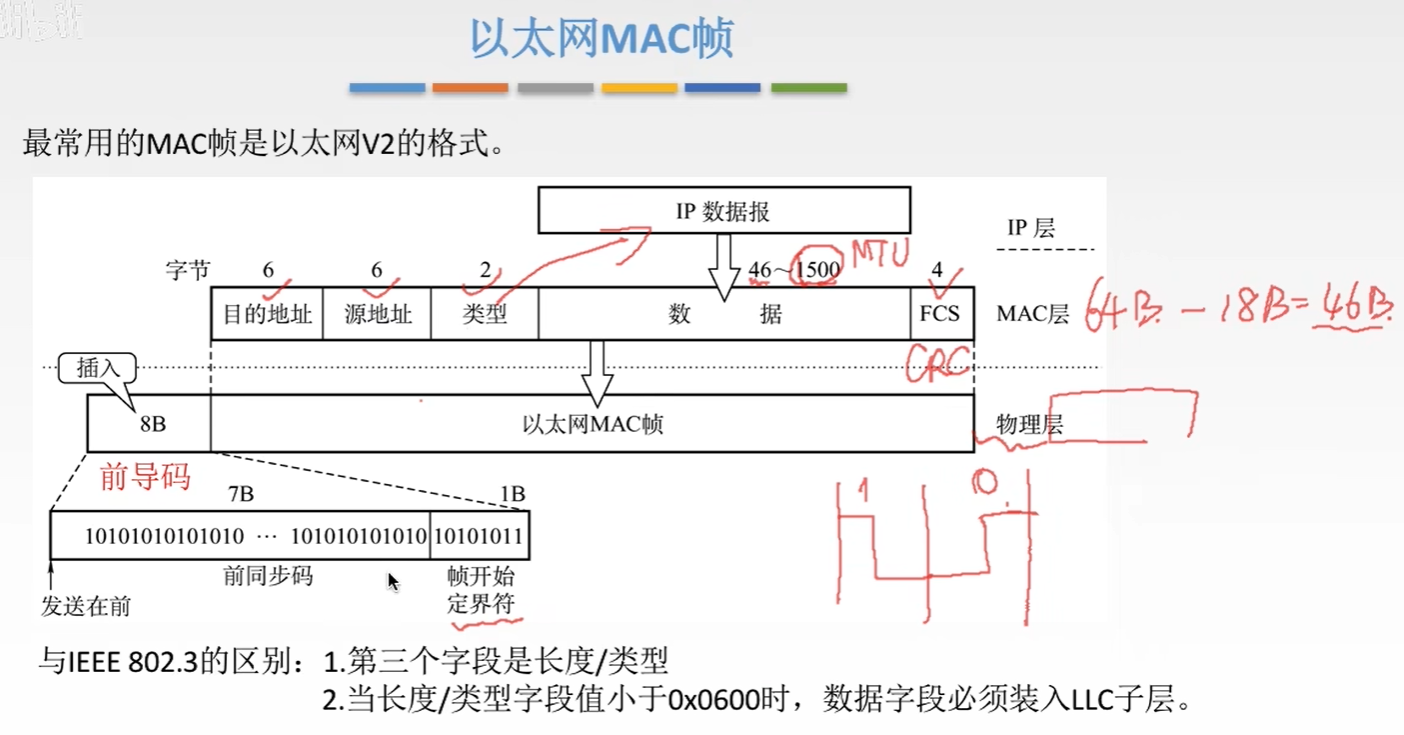 以太网MAC帧
最常用的MAC帧是以太网V2的格式。
IP 数据报
IP 层
字节 6 6 2 46～1500 MTU 4
目的地址 源地址 类型 数 据 FCS MAC层 64B - 18B = 46B.
CRC
插入
8B 以太网MAC帧 物理层
前导码
7B 1B
1 0
10101010101010 … 101010101010 10101011
前同步码 帧开始
定界符
发送在前
与IEEE 802.3的区别：1.第三个字段是长度/类型
2.当长度/类型字段值小于0x0600时，数据字段必须装入LLC子层。